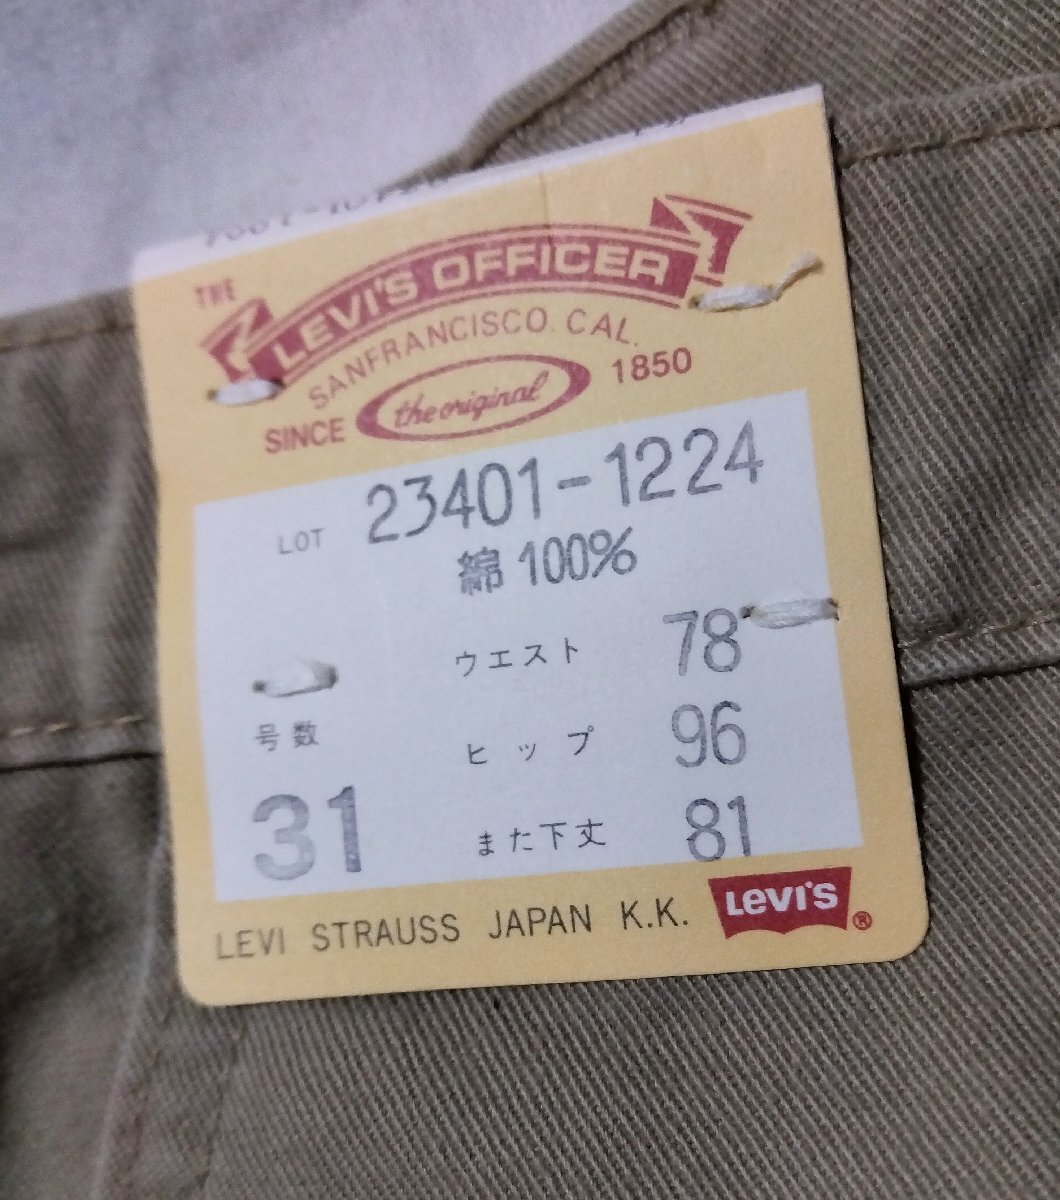 THE
LEVI'S OFFICER
SANFRANCISCO. CAL.
SINCE the original 1850
LOT 23401-1224
綿 100%
ウエスト 78
号数
ヒップ 96
31
また下丈 81
LEVI STRAUSS JAPAN K.K. LEVI'S ®